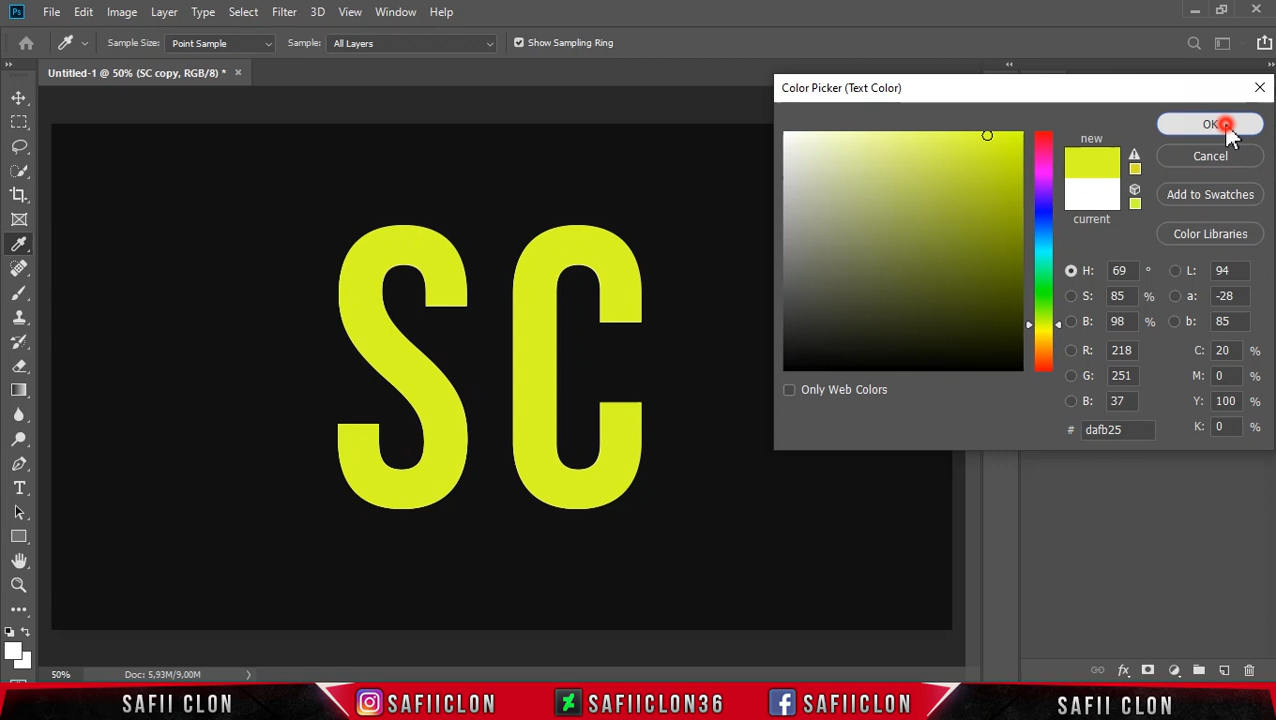 Ps File Edit Image Layer Type Select Filter 3D View Window Help
Sample Size: Point Sample Sample: All Layers Show Sampling Ring
Untitled-1 @ 50% (SC copy, RGB/8) * ×
Color Picker (Text Color)
new
current
OK
Cancel
Add to Swatches
Color Libraries
H: 69 ° L: 94
S: 85 % a: -28
B: 98 % b: 85
R: 218 C: 20 %
G: 251 M: 0 %
B: 37 Y: 100 %
# dafb25 K: 0 %
Only Web Colors
SC
50% Doc: 5,93M/9,00M
SAFII CLON SAFIICLON SAFIICLON36 SAFIICLON SAFII CLON